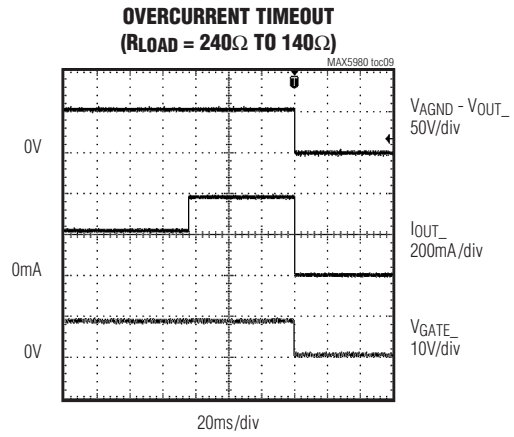 OVERCURRENT TIMEOUT
(RLOAD = 240Ω TO 140Ω)
MAX5980 toc09
VAGND - VOUT_
50V/div
0V
IOUT_
200mA/div
0mA
VGATE_
10V/div
0V
20ms/div